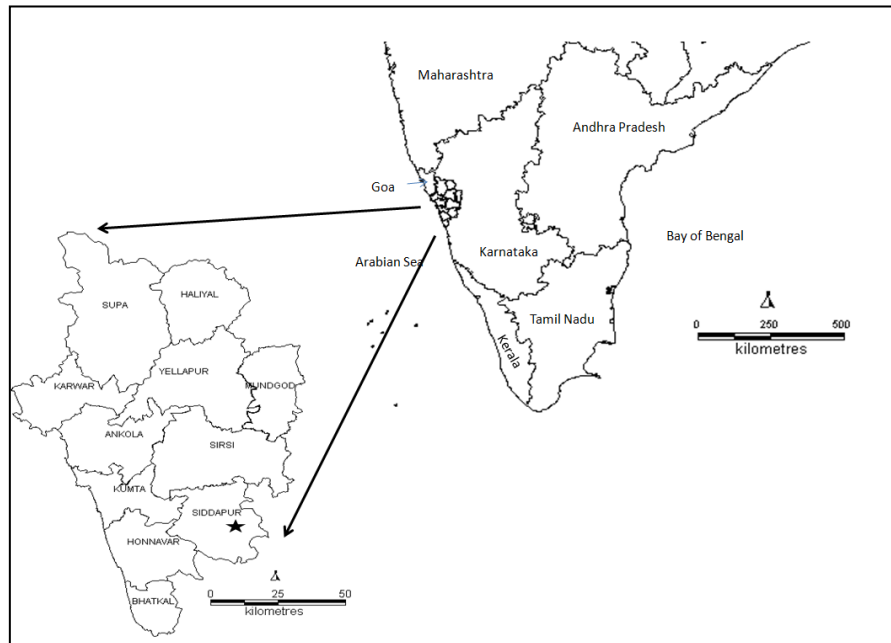 Maharashtra
Andhra Pradesh
Goa
Karnataka
Bay of Bengal
Arabian Sea
Tamil Nadu
Kerala
0 250 500
kilometres
SUPA
HALIYAL
YELLAPUR
KARWAR
MUNDGOD
ANKOLA
SIRSI
KUMTA
SIDDAPUR
HONNAVAR
BHATKAL
0 25 50
kilometres